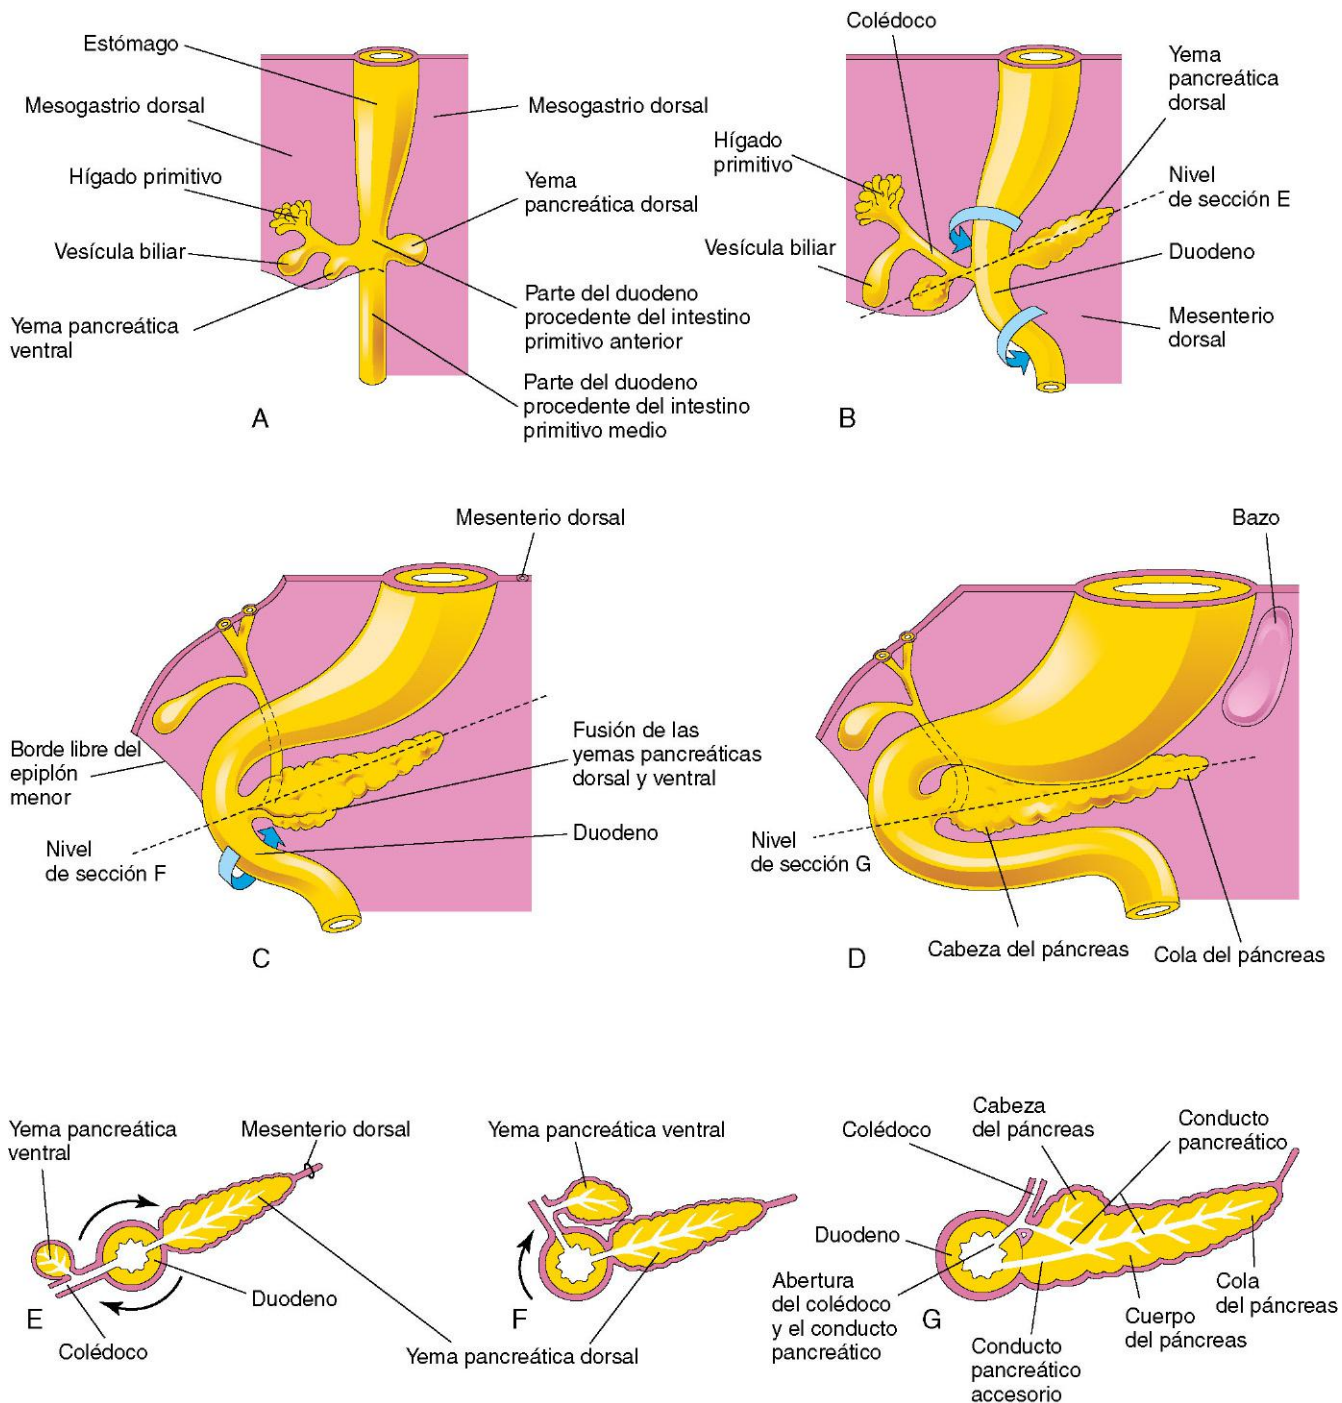 Estómago
Mesogastrio dorsal
Hígado primitivo
Vesícula biliar
Yema
pancreática
ventral
Mesogastrio dorsal
Yema
pancreática dorsal
Parte del duodeno
procedente del intestino
primitivo anterior
Parte del duodeno
procedente del intestino
primitivo medio
A
Colédoco
Hígado
primitivo
Vesícula biliar
Yema
pancreática
dorsal
Nivel
de sección E
Duodeno
Mesenterio
dorsal
B
Mesenterio dorsal
Borde libre del
epiplón
menor
Nivel
de sección F
Fusión de las
yemas pancreáticas
dorsal y ventral
Duodeno
C
Bazo
Nivel
de sección G
Cabeza del páncreas
Cola del páncreas
D
Yema pancreática
ventral
Mesenterio dorsal
Duodeno
Colédoco
E
Yema pancreática ventral
F
Yema pancreática dorsal
Colédoco
Cabeza
del páncreas
Conducto
pancreático
Duodeno
Abertura
del colédoco
y el conducto
pancreático
G
Conducto
pancreático
accesorio
Cuerpo
del páncreas
Cola
del páncreas